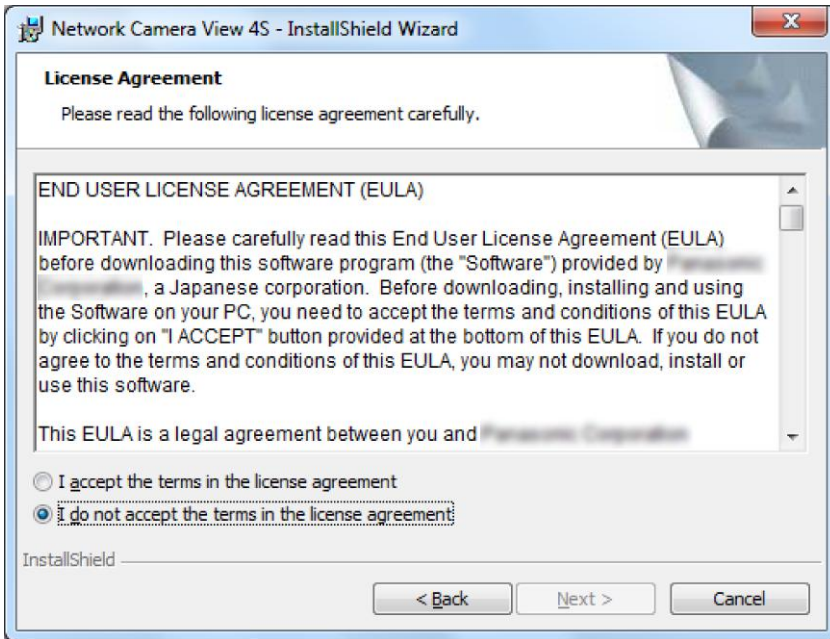 Network Camera View 4S - InstallShield Wizard
License Agreement
Please read the following license agreement carefully.
END USER LICENSE AGREEMENT (EULA)
IMPORTANT.  Please carefully read this End User License Agreement (EULA)
before downloading this software program (the "Software") provided by
, a Japanese corporation.  Before downloading, installing and using
the Software on your PC, you need to accept the terms and conditions of this EULA
by clicking on "I ACCEPT" button provided at the bottom of this EULA.  If you do not
agree to the terms and conditions of this EULA, you may not download, install or
use this software.
This EULA is a legal agreement between you and
I accept the terms in the license agreement
I do not accept the terms in the license agreement
InstallShield
< Back
Next >
Cancel